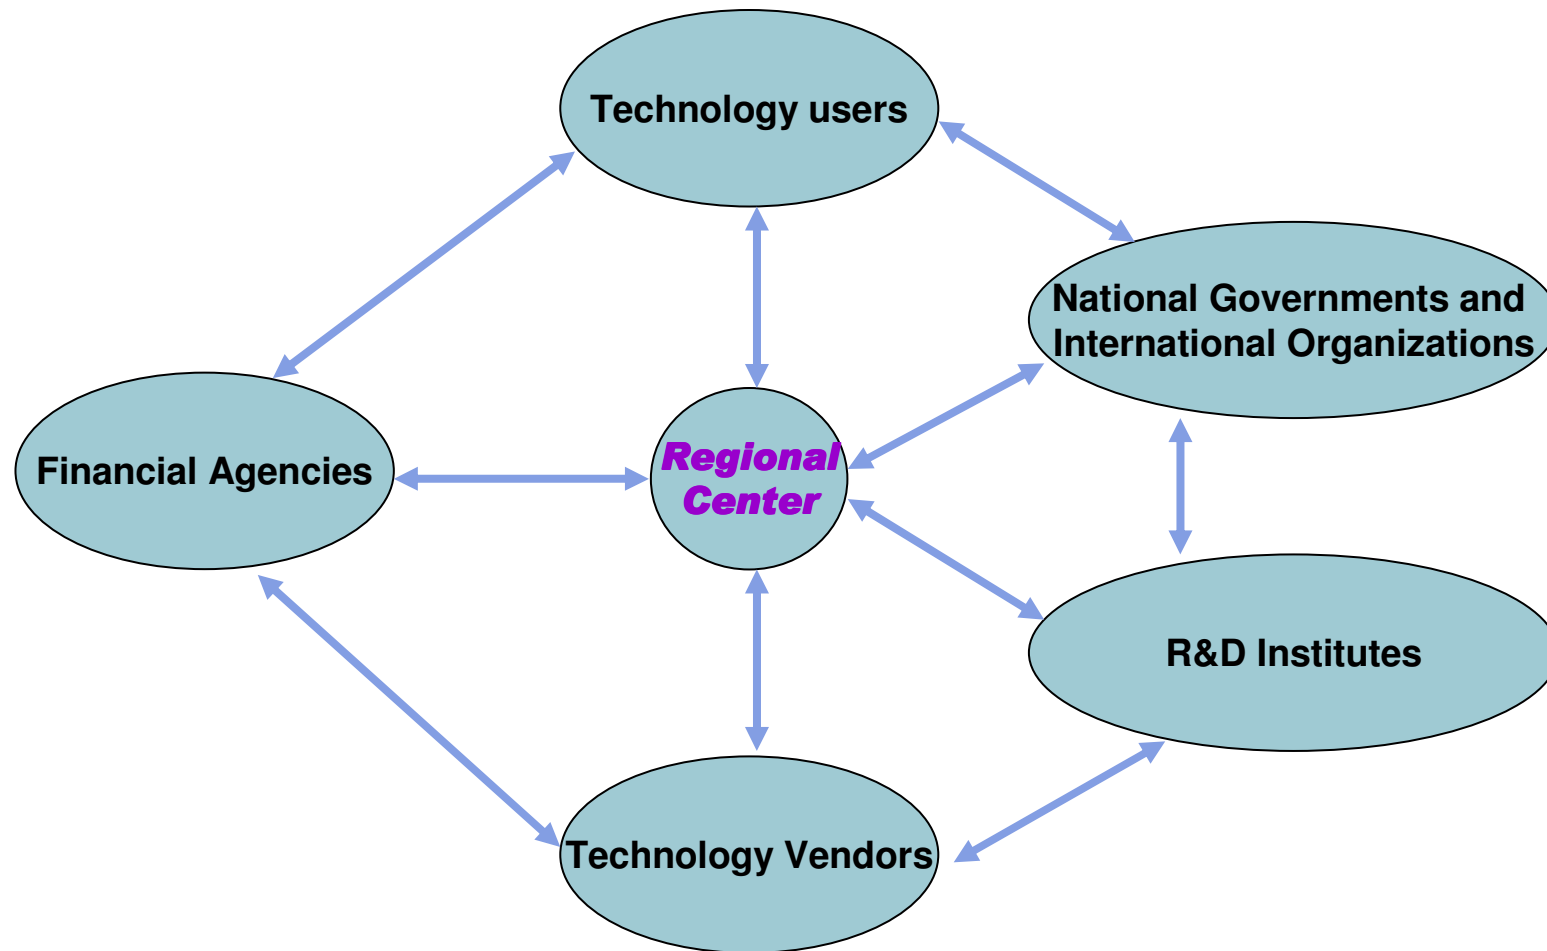 Technology users
National Governments and
International Organizations
Financial Agencies
Regional
Center
R&D Institutes
Technology Vendors